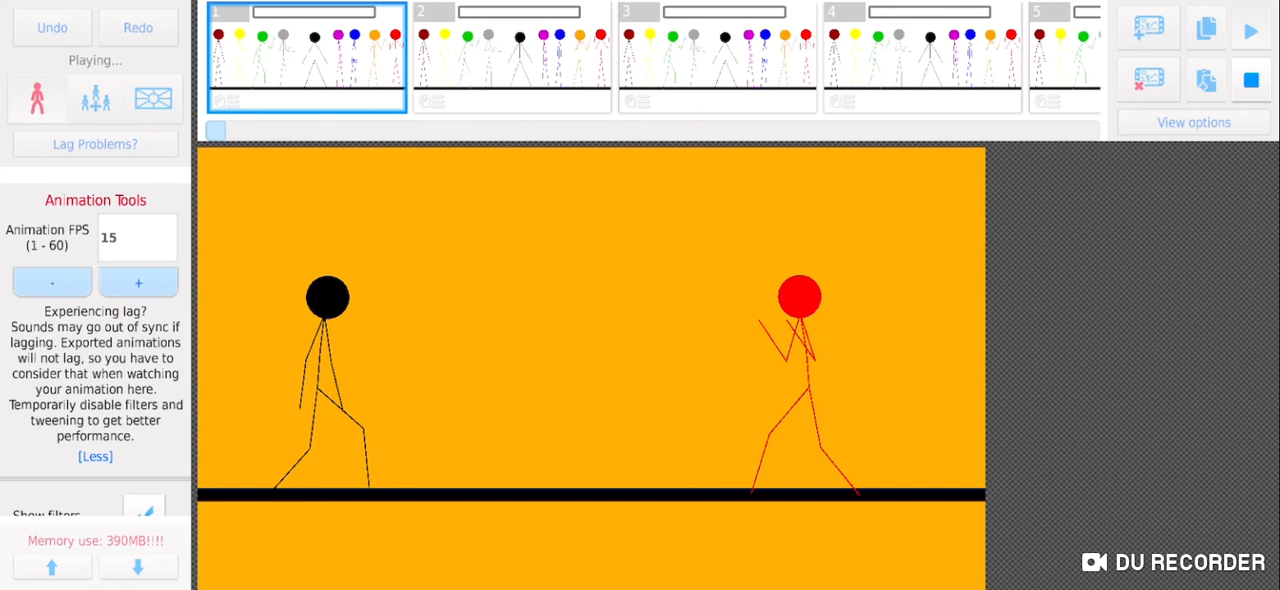 Undo
Redo
Playing...
Lag Problems?
Animation Tools
Animation FPS
(1 - 60)
15
-
+
Experiencing lag?
Sounds may go out of sync if
lagging. Exported animations
will not lag, so you have to
consider that when watching
your animation here.
Temporarily disable filters and
tweening to get better
performance.
[Less]
Show filters
Memory use: 390MB!!!!
1
2
3
4
5
View options
DU RECORDER